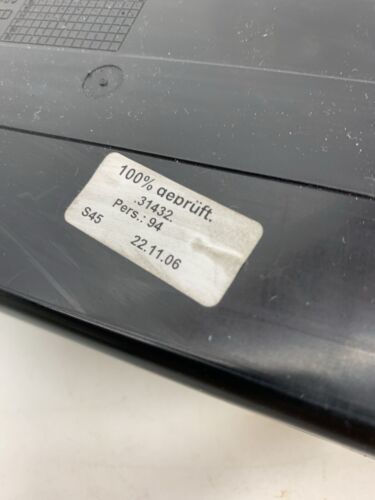 100% geprüft.
.31432.
Pers.: 94
S45
22.11.06